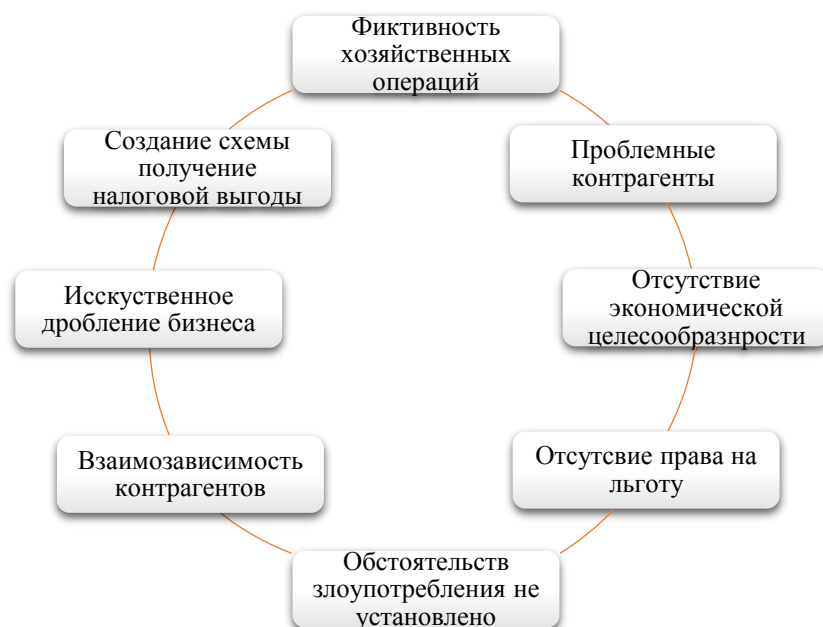 Фиктивность
хозяйственных
операций
Проблемные
контрагенты
Отсутствие
экономической
целесообразнрости
Отсутсвие права на
льготу
Обстоятельств
злоупотребления не
установлено
Взаимозависимость
контрагентов
Исскуственное
дробление бизнеса
Создание схемы
получение
налоговой выгоды